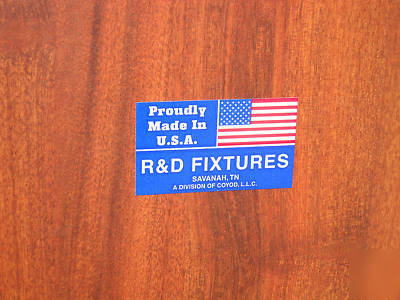 Proudly
Made In
U.S.A.
R&D FIXTURES
SAVANAH, TN
A DIVISION OF COYOD, L.L.C.